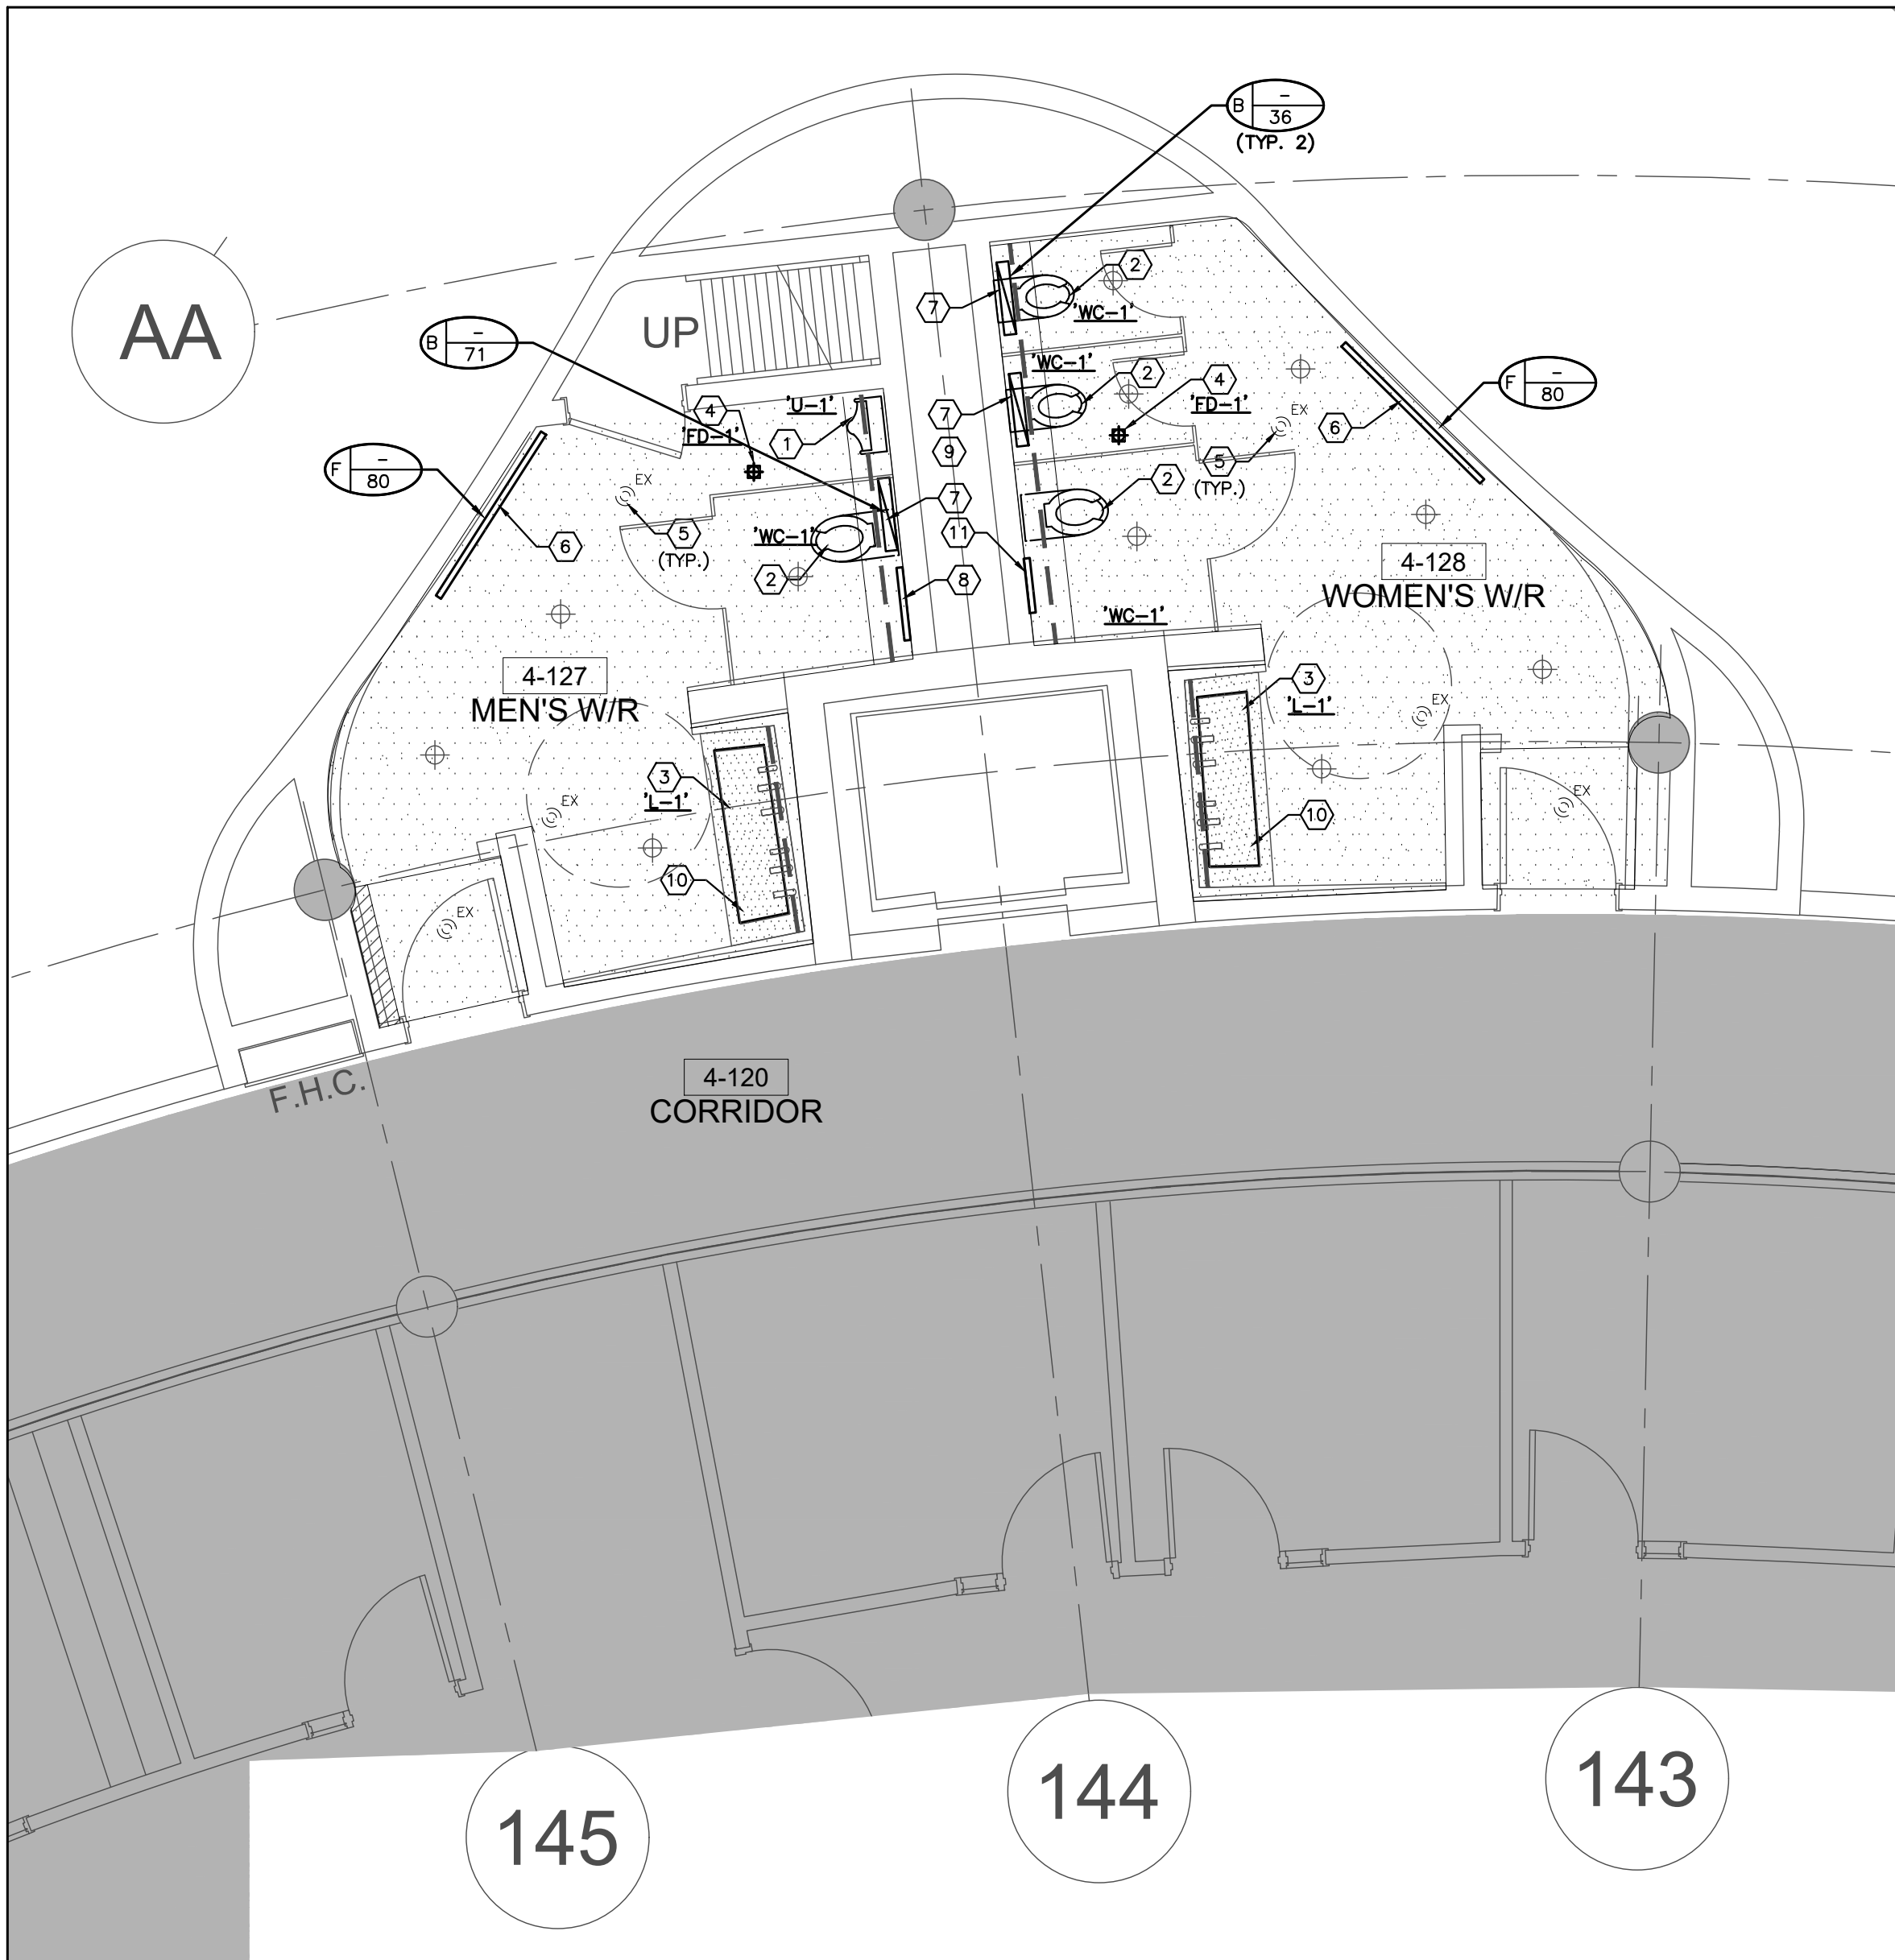 B
–
36
(TYP. 2)
AA
UP
B
–
71
F
–
80
F
–
80
2
7
'WC-1'
'WC-1'
2
4
'FD-1'
7
EX
6
5
(TYP.)
9
2
4
'FD-1'
'U-1'
1
EX
7
11
5
(TYP.)
6
'WC-1'
2
8
'WC-1'
4-128
WOMEN'S W/R
4-127
MEN'S W/R
3
'L-1'
EX
3
'L-1'
EX
EX
10
10
EX
F.H.C.
4-120
CORRIDOR
145
144
143